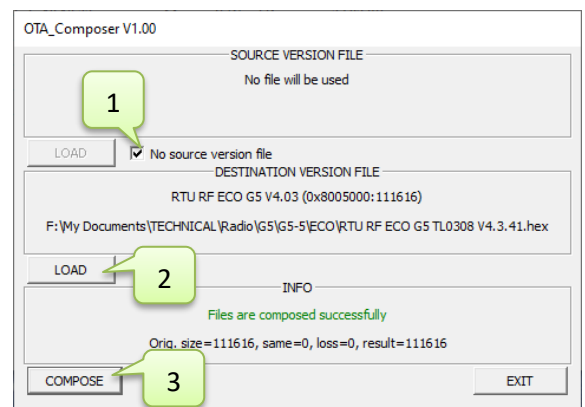 OTA_Composer V1.00
SOURCE VERSION FILE
No file will be used
1
LOAD
No source version file
DESTINATION VERSION FILE
RTU RF ECO G5 V4.03 (0x8005000:111616)
F:\My Documents\TECHNICAL\Radio\G5\G5-5\ECO\RTU RF ECO G5 TL0308 V4.3.41.hex
LOAD
2
INFO
Files are composed successfully
Orig. size=111616, same=0, loss=0, result=111616
COMPOSE
3
EXIT